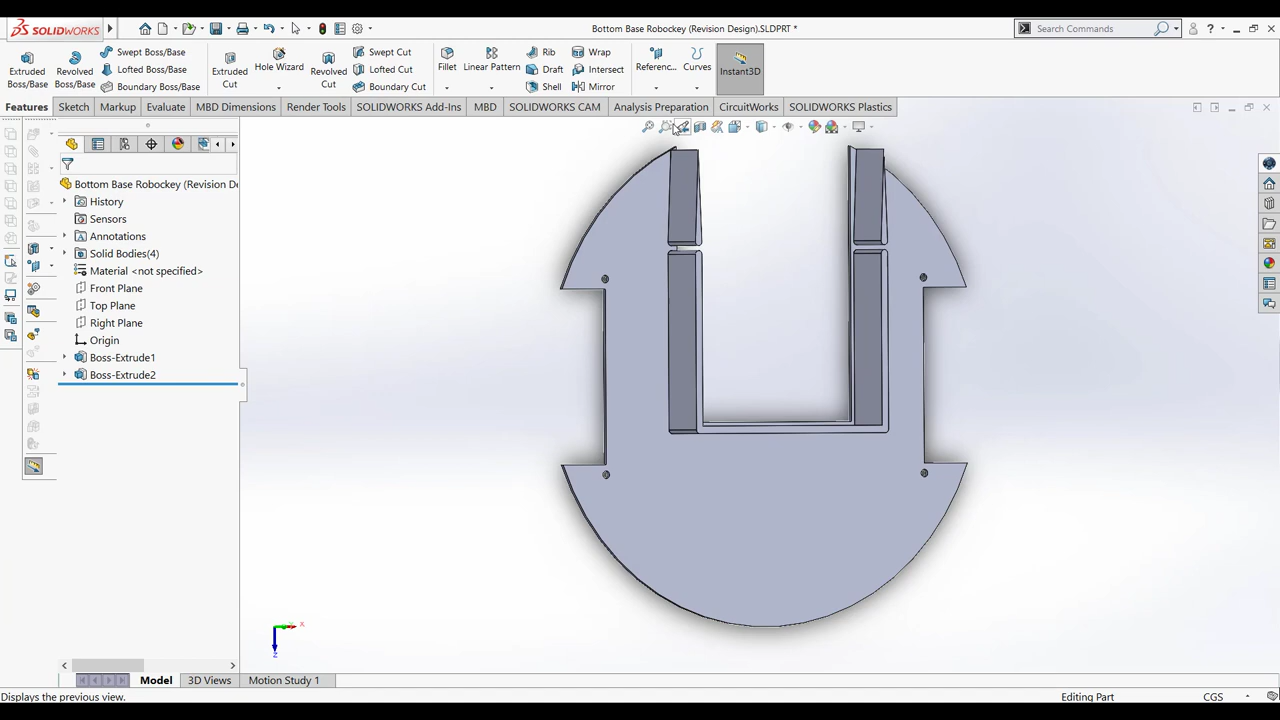 SOLIDWORKS
Bottom Base Robockey (Revision Design).SLDPRT *
Search Commands
Extruded Boss/Base
Revolved Boss/Base
Swept Boss/Base
Lofted Boss/Base
Boundary Boss/Base
Extruded Cut
Hole Wizard
Revolved Cut
Swept Cut
Lofted Cut
Boundary Cut
Fillet
Linear Pattern
Rib
Draft
Shell
Wrap
Intersect
Mirror
Referenc...
Curves
Instant3D
Features
Sketch
Markup
Evaluate
MBD Dimensions
Render Tools
SOLIDWORKS Add-Ins
MBD
SOLIDWORKS CAM
Analysis Preparation
CircuitWorks
SOLIDWORKS Plastics
Bottom Base Robockey (Revision De
History
Sensors
Annotations
Solid Bodies(4)
Material <not specified>
Front Plane
Top Plane
Right Plane
Origin
Boss-Extrude1
Boss-Extrude2
X
Z
Model
3D Views
Motion Study 1
Displays the previous view.
Editing Part
CGS